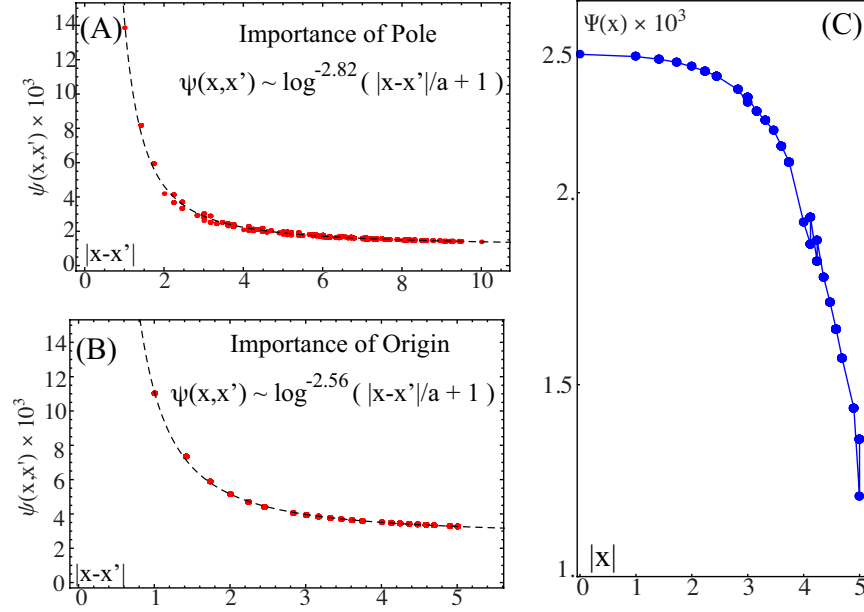 (A)
Importance of Pole
ψ(x,x’) ~ log^-2.82 ( |x-x’|/a + 1 )
ψ(x,x') × 10^3
14
12
10
8
6
4
2
0
|x-x’|
0 2 4 6 8 10
(B)
Importance of Origin
ψ(x,x’) ~ log^-2.56 ( |x-x’|/a + 1 )
ψ(x,x') × 10^3
14
12
10
8
6
4
2
0
|x-x’|
0 1 2 3 4 5
Ψ(x) × 10^3
(C)
2.5
2.
1.5
1.
|x|
0 1 2 3 4 5